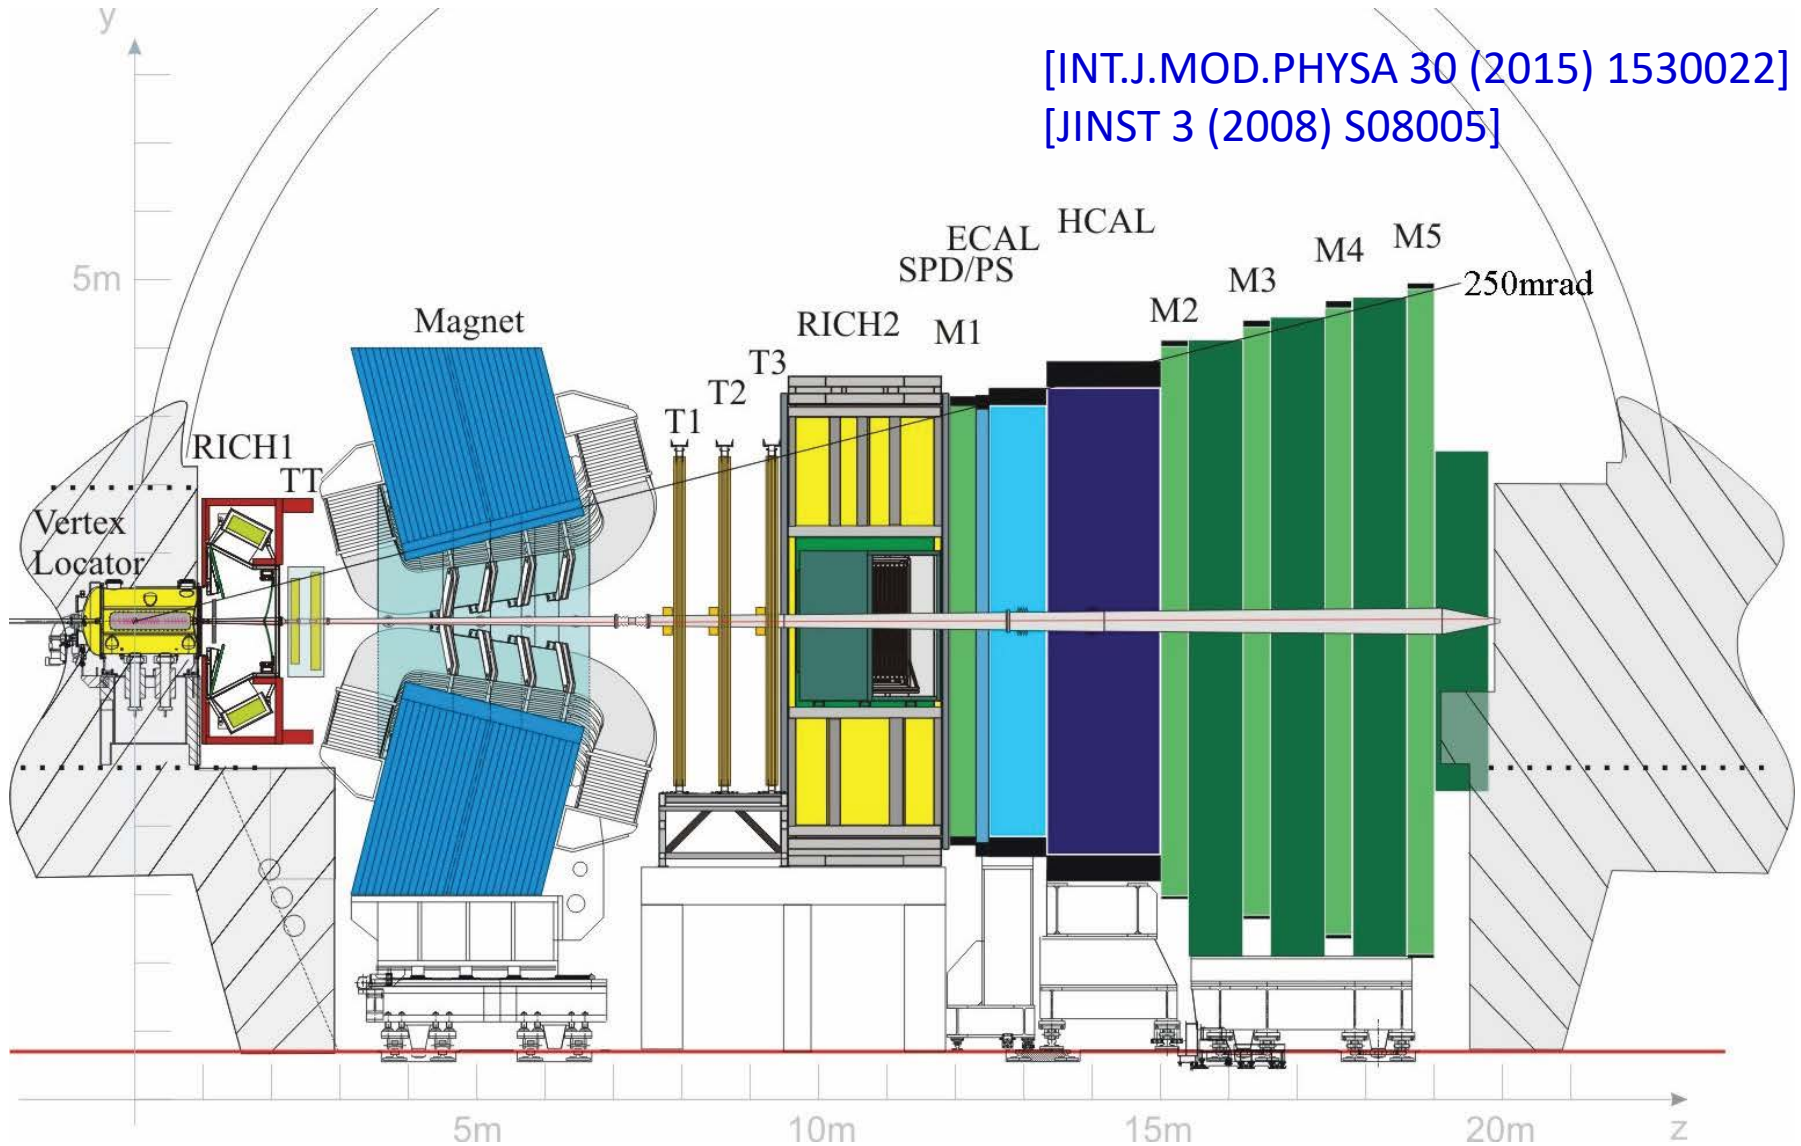 y
[INT.J.MOD.PHYSA 30 (2015) 1530022]
[JINST 3 (2008) S08005]
HCAL
ECAL
SPD/PS
M5
M4
M3
M2
5m
250mrad
Magnet
RICH2
M1
T3
T2
T1
RICH1
TT
Vertex
Locator
5m
10m
15m
20m
z